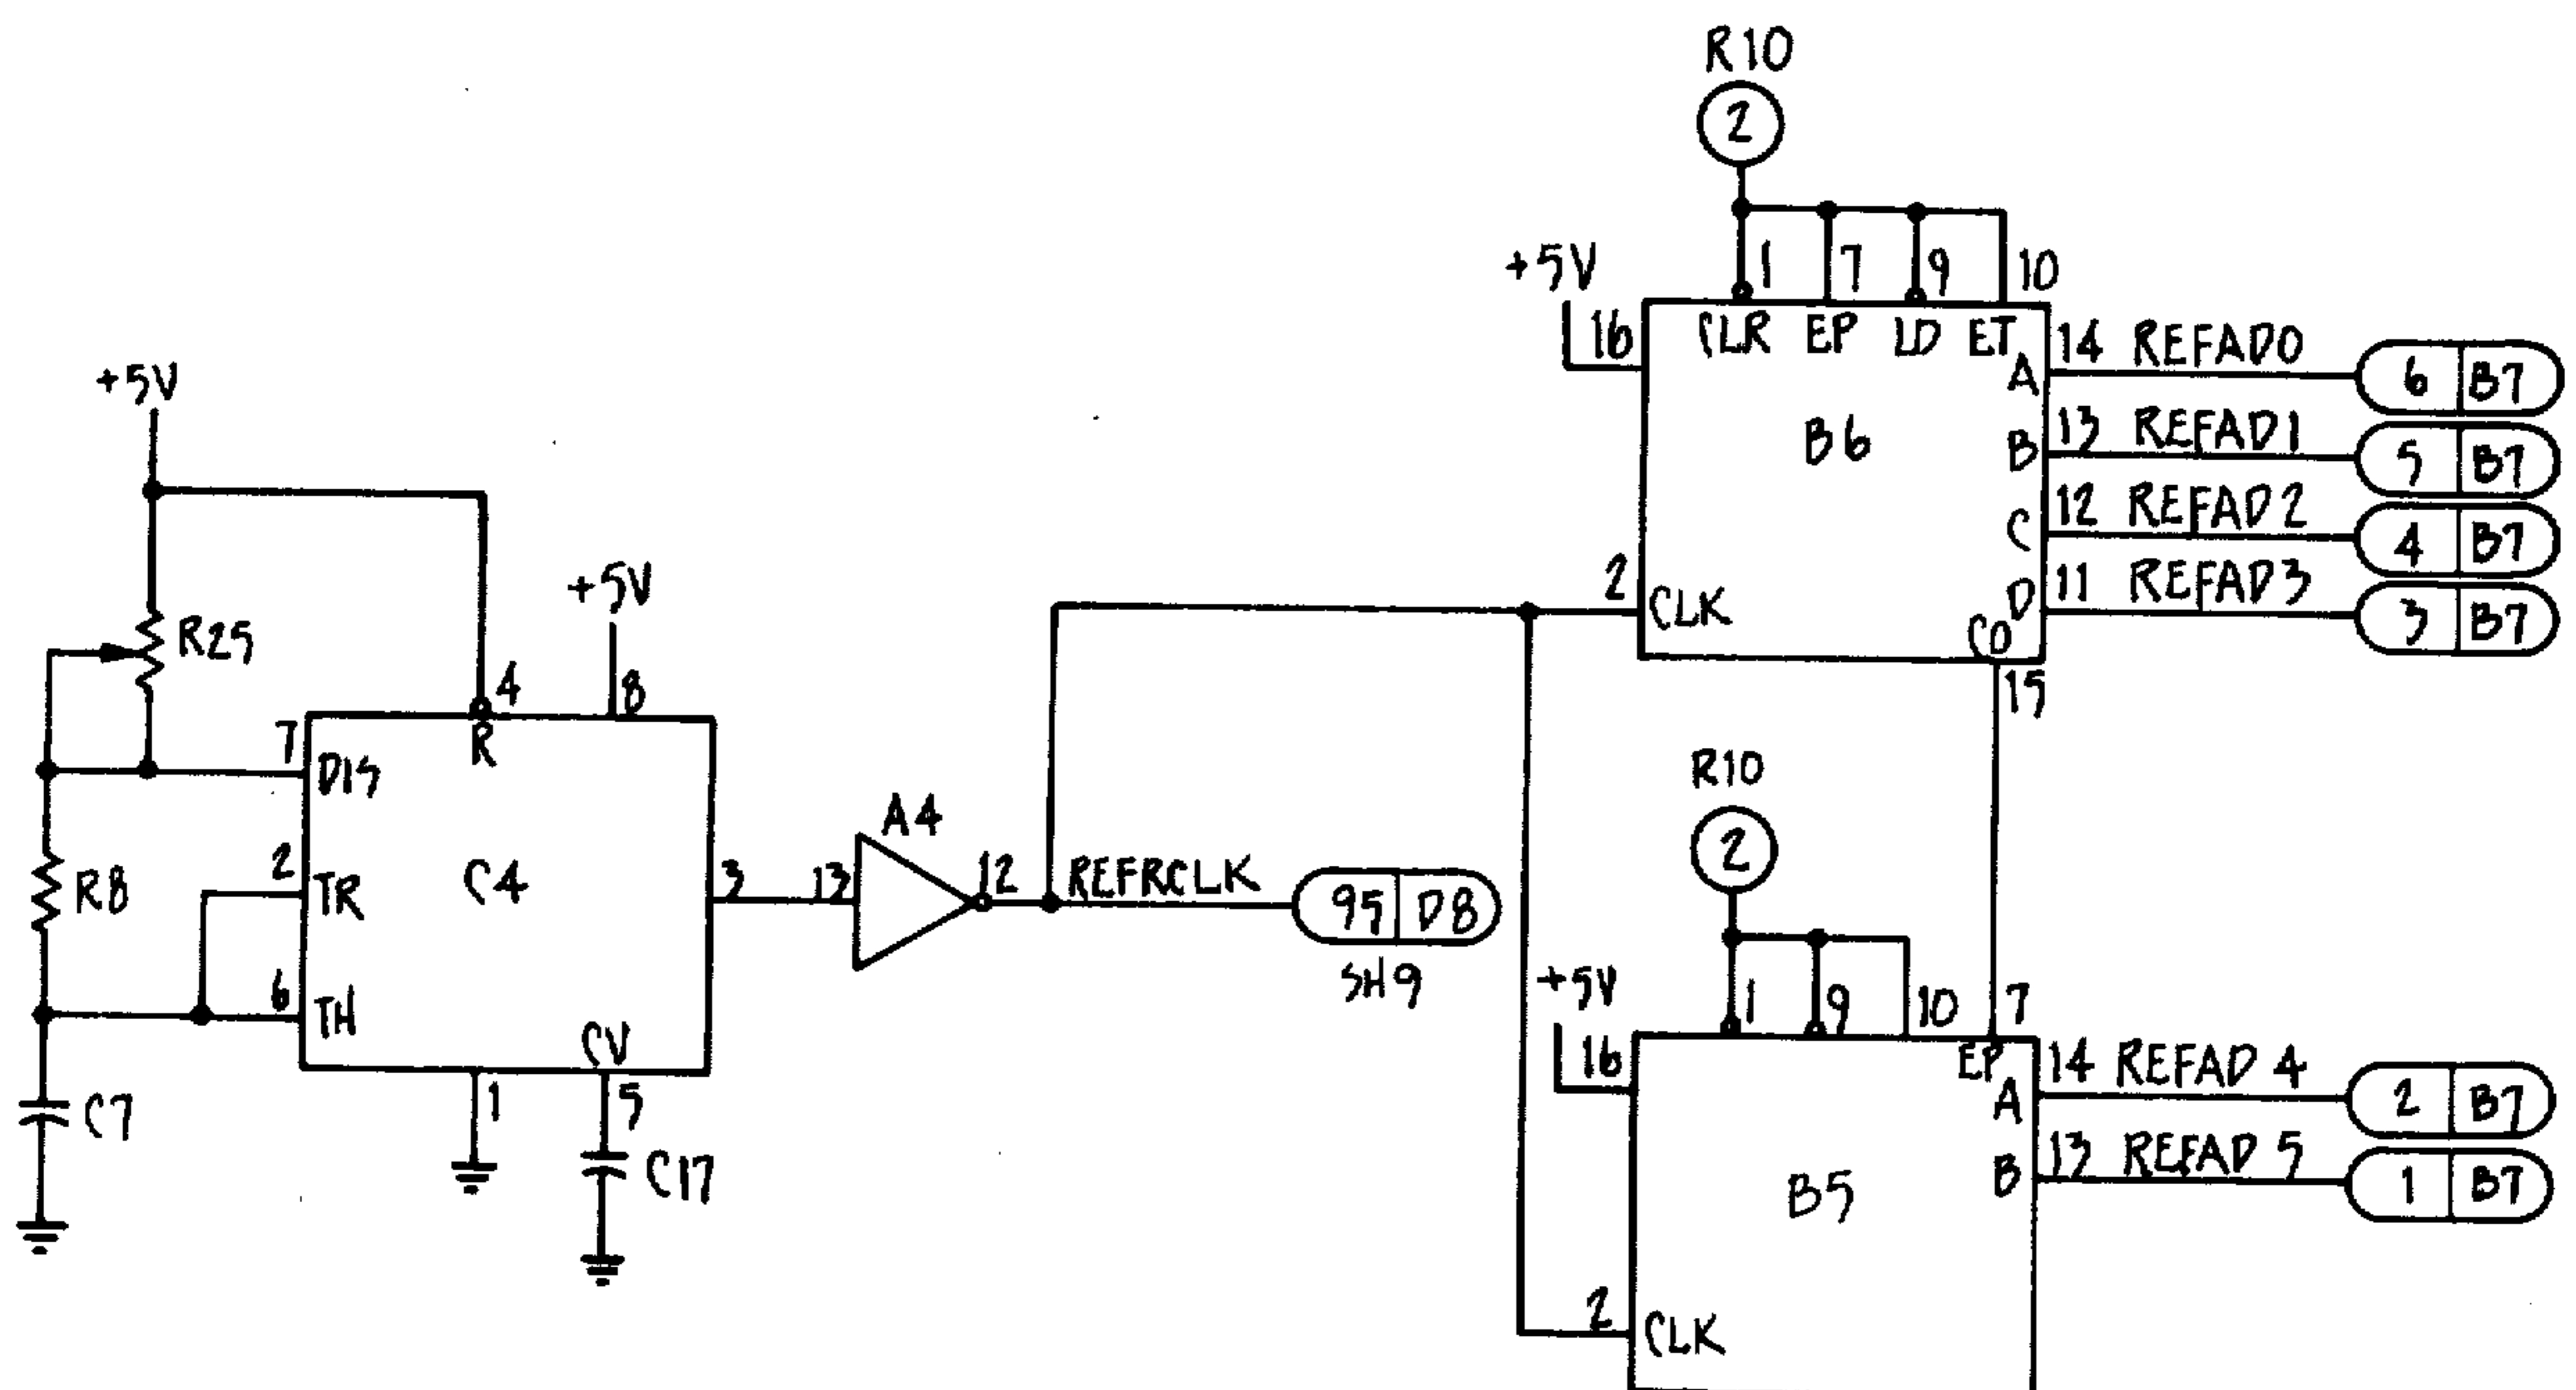 R10
2
+5V
16
1
7
9
10
CLR EP LD ET
A
14 REFAD0
6 B7
B6
B
13 REFAD1
5 B7
C
12 REFAD2
4 B7
D
11 REFAD3
3 B7
2
CLK
CO
15
+5V
R25
+5V
4
8
7
DIS
R
R8
2
TR
C4
3
13
A4
12
REFRCLK
95 D8
SH9
6
TH
CV
1
5
C7
C17
R10
2
+5V
16
1
9
10
7
EP
A
14 REFAD 4
2 B7
B
13 REFAD 5
1 B7
B5
2
CLK